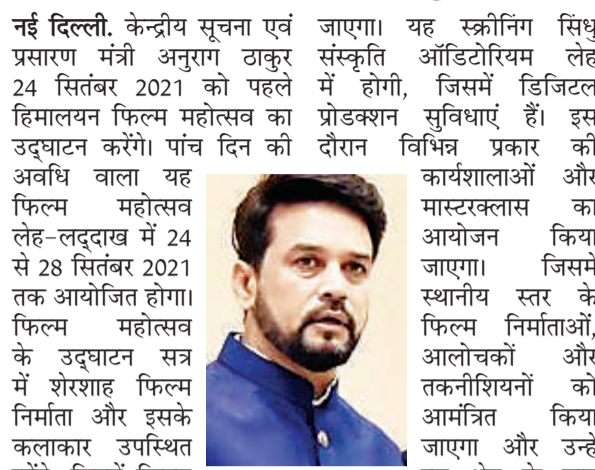 नई दिल्ली. केन्द्रीय सूचना एवं
प्रसारण मंत्री अनुराग ठाकुर
24 सितंबर 2021 को पहले
हिमालयन फिल्म महोत्सव का
उद्घाटन करेंगे। पांच दिन की
अवधि वाला यह
फिल्म महोत्सव
लेह-लद्दाख में 24
से 28 सितंबर 2021
तक आयोजित होगा।
फिल्म महोत्सव
के उद्घाटन सत्र
में शेरशाह फिल्म
निर्माता और इसके
कलाकार उपस्थित
जाएगा। यह स्क्रीनिंग सिंधु
संस्कृति ऑडिटोरियम लेह
में होगी, जिसमें डिजिटल
प्रोडक्शन सुविधाएं हैं। इस
दौरान विभिन्न प्रकार की
कार्यशालाओं और
मास्टरक्लास का
आयोजन किया
जाएगा। जिसमें
स्थानीय स्तर के
फिल्म निर्माताओं,
आलोचकों और
तकनीशियनों को
आमंत्रित किया
जाएगा और उन्हें